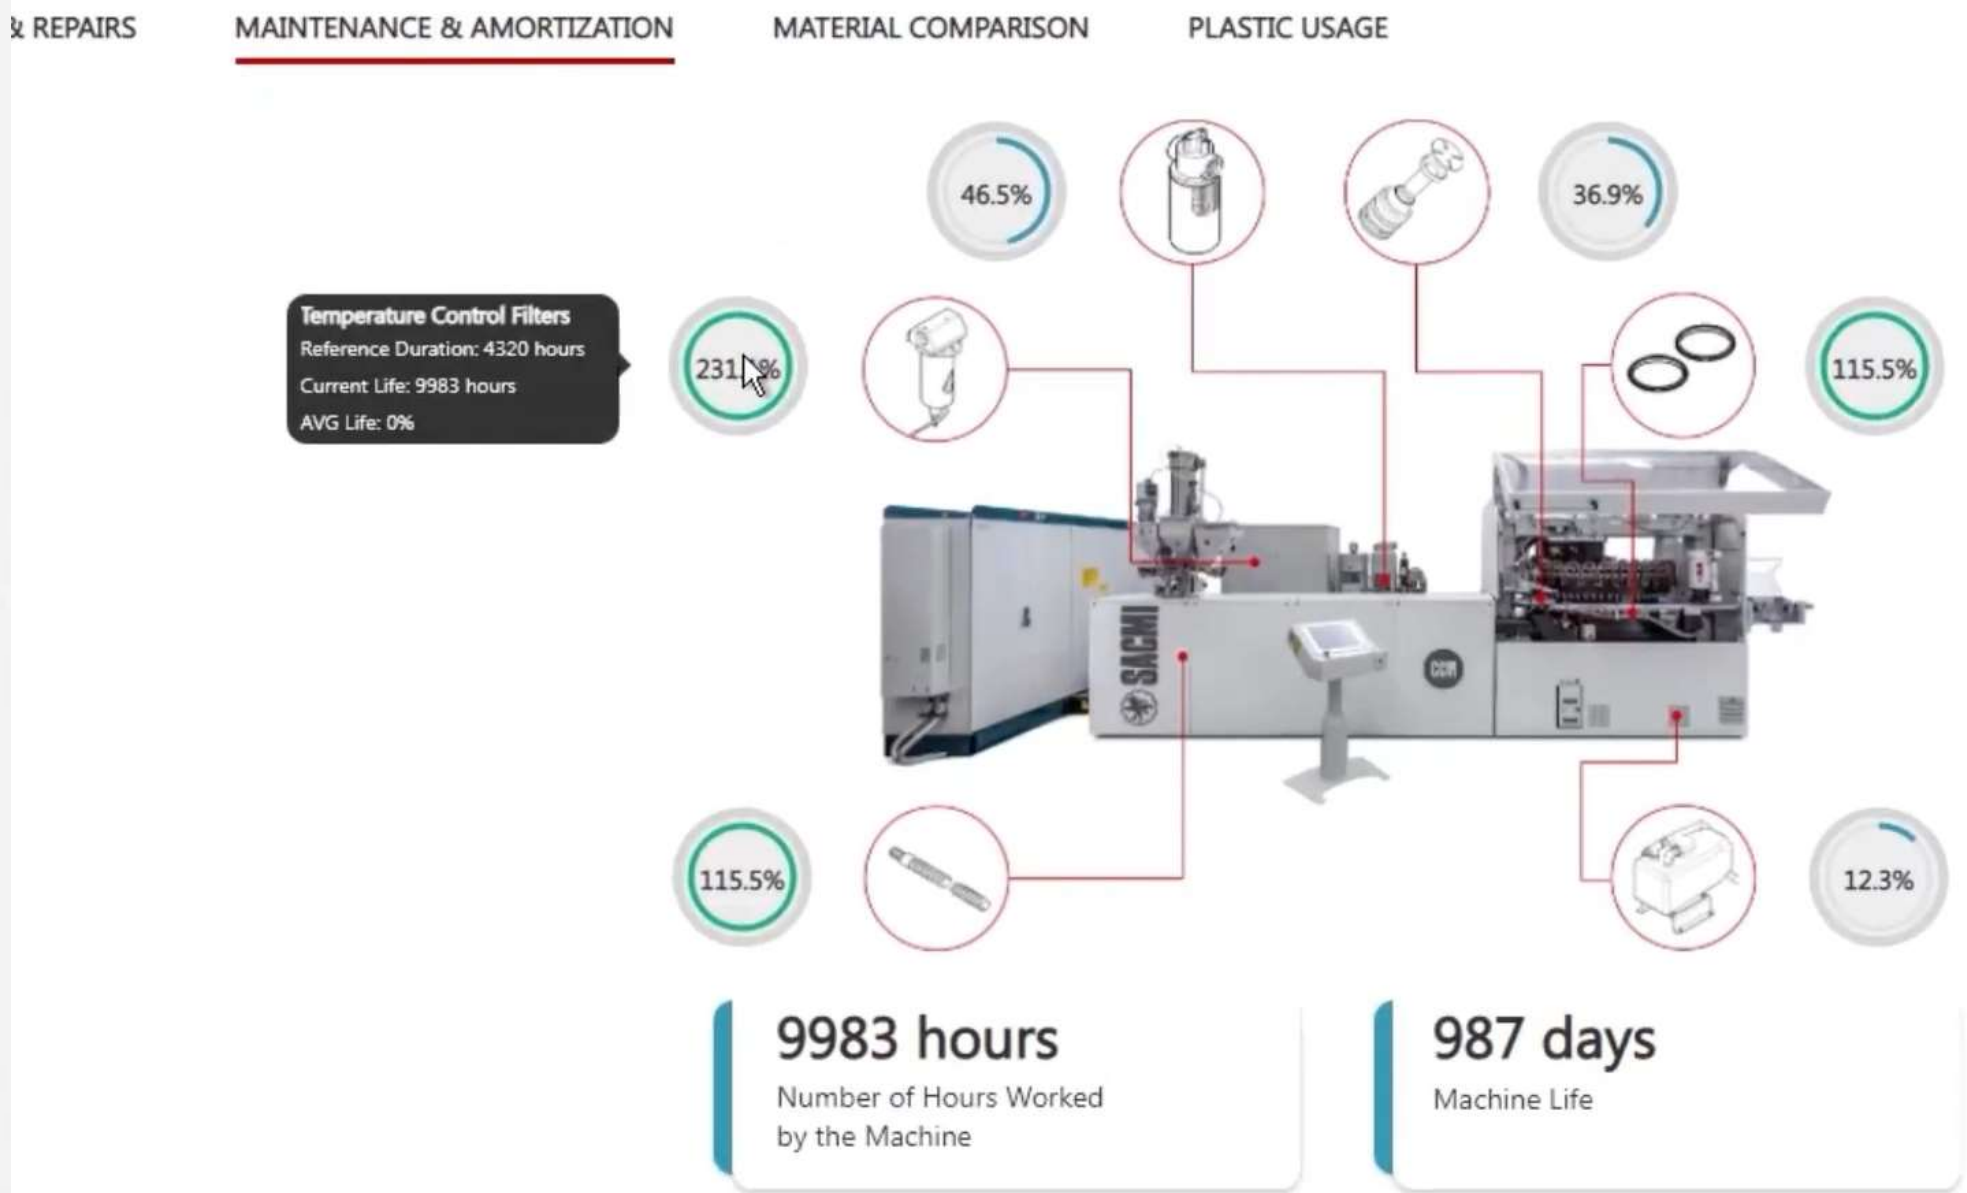 & REPAIRS
MAINTENANCE & AMORTIZATION
MATERIAL COMPARISON
PLASTIC USAGE
46.5%
36.9%
Temperature Control Filters
Reference Duration: 4320 hours
Current Life: 9983 hours
AVG Life: 0%
115.5%
SACMI
CCM
115.5%
12.3%
9983 hours
Number of Hours Worked
by the Machine
987 days
Machine Life